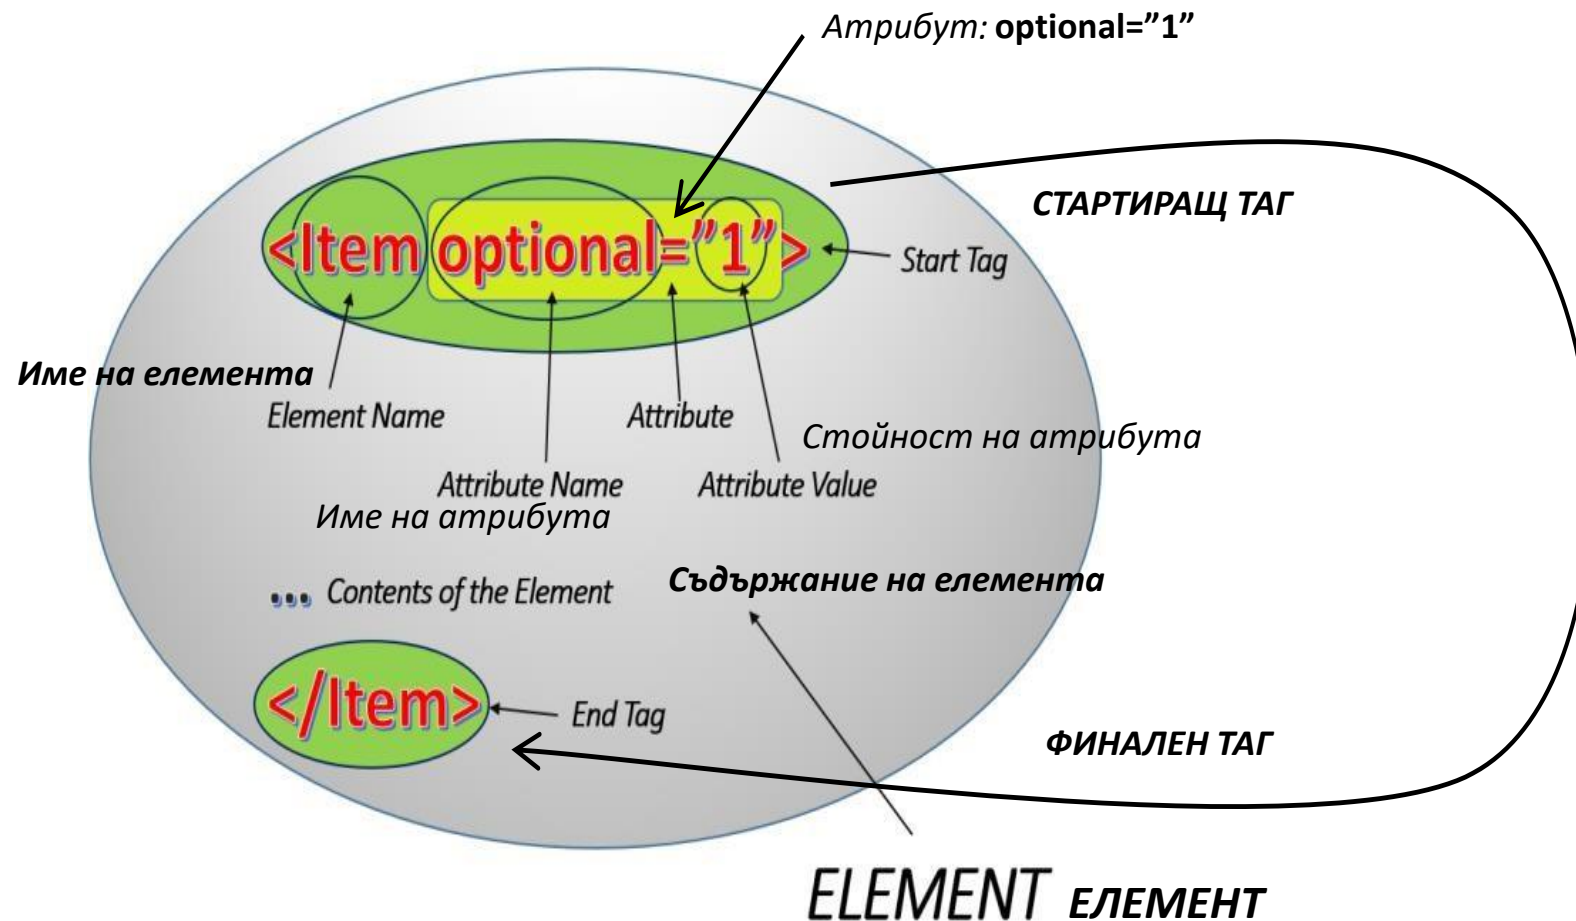 Атрибут: optional=”1”
СТАРТИРАЩ ТАГ
<Item optional=”1”>
Start Tag
Име на елемента
Element Name
Attribute
Стойност на атрибута
Attribute Name
Attribute Value
Име на атрибута
... Contents of the Element
Съдържание на елемента
</Item>
End Tag
ФИНАЛЕН ТАГ
ELEMENT ЕЛЕМЕНТ